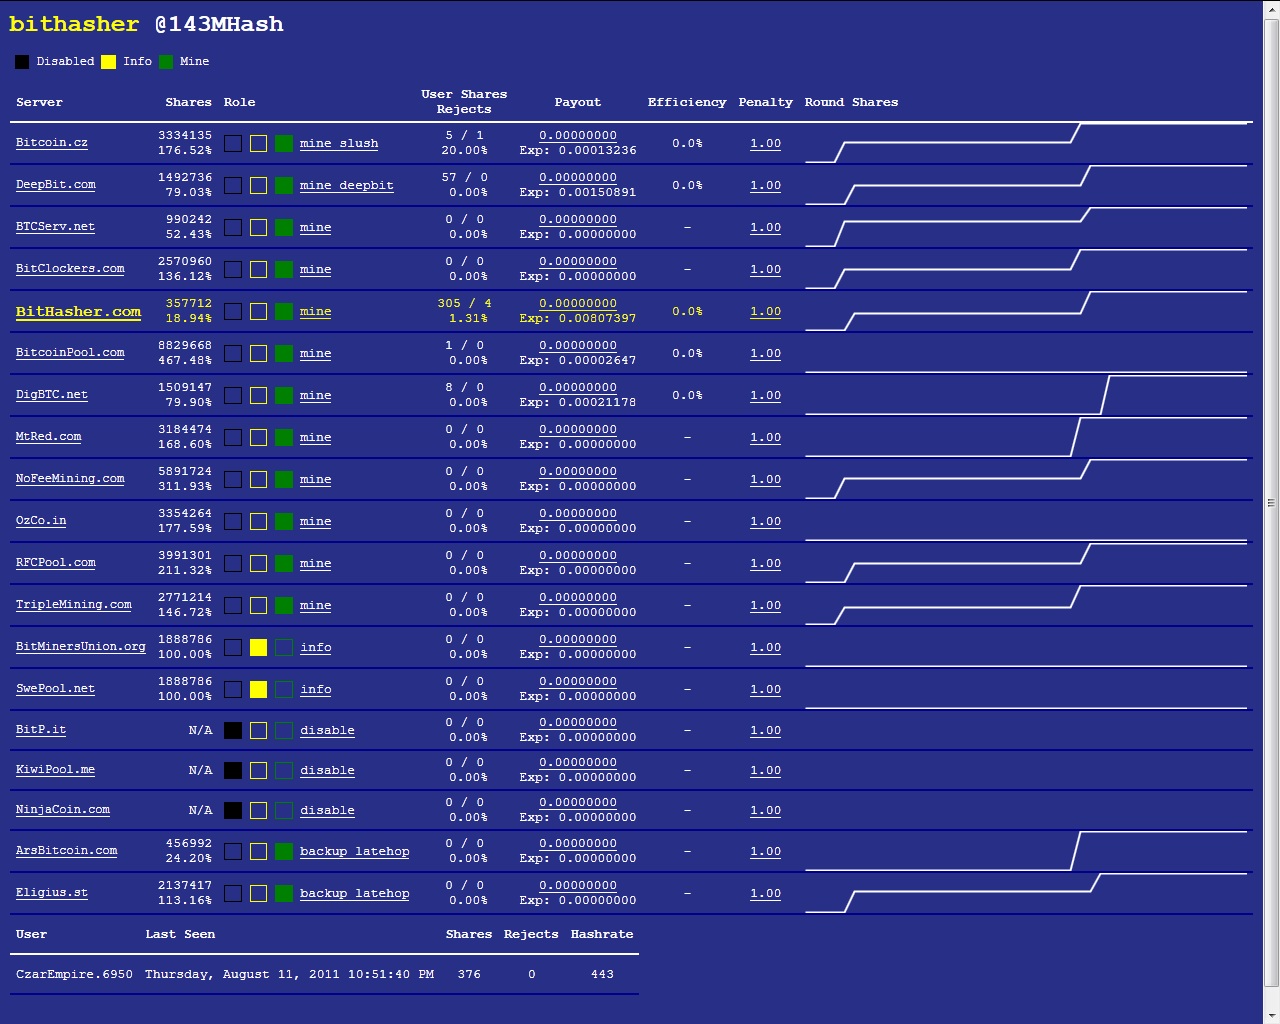 bithasher @143MHash
Disabled Info Mine
Server Shares Role User Shares Rejects Payout Efficiency Penalty Round Shares
Bitcoin.cz 3334135 176.52% mine slush 5 / 1 20.00% 0.00000000 Exp: 0.00013236 0.0% 1.00
DeepBit.com 1492736 79.03% mine deepbit 57 / 0 0.00% 0.00000000 Exp: 0.00150891 0.0% 1.00
BTCServ.net 990242 52.43% mine 0 / 0 0.00% 0.00000000 Exp: 0.00000000 - 1.00
BitClockers.com 2570960 136.12% mine 0 / 0 0.00% 0.00000000 Exp: 0.00000000 - 1.00
BitHasher.com 357712 18.94% mine 305 / 4 1.31% 0.00000000 Exp: 0.00807397 0.0% 1.00
BitcoinPool.com 8829668 467.48% mine 1 / 0 0.00% 0.00000000 Exp: 0.00002647 0.0% 1.00
DigBTC.net 1509147 79.90% mine 8 / 0 0.00% 0.00000000 Exp: 0.00021178 0.0% 1.00
MtRed.com 3184474 168.60% mine 0 / 0 0.00% 0.00000000 Exp: 0.00000000 - 1.00
NoFeeMining.com 5891724 311.93% mine 0 / 0 0.00% 0.00000000 Exp: 0.00000000 - 1.00
OzCo.in 3354264 177.59% mine 0 / 0 0.00% 0.00000000 Exp: 0.00000000 - 1.00
RFCPool.com 3991301 211.32% mine 0 / 0 0.00% 0.00000000 Exp: 0.00000000 - 1.00
TripleMining.com 2771214 146.72% mine 0 / 0 0.00% 0.00000000 Exp: 0.00000000 - 1.00
BitMinersUnion.org 1888786 100.00% info 0 / 0 0.00% 0.00000000 Exp: 0.00000000 - 1.00
SwePool.net 1888786 100.00% info 0 / 0 0.00% 0.00000000 Exp: 0.00000000 - 1.00
BitP.it N/A disable 0 / 0 0.00% 0.00000000 Exp: 0.00000000 - 1.00
KiwiPool.me N/A disable 0 / 0 0.00% 0.00000000 Exp: 0.00000000 - 1.00
NinjaCoin.com N/A disable 0 / 0 0.00% 0.00000000 Exp: 0.00000000 - 1.00
ArsBitcoin.com 456992 24.20% backup latehop 0 / 0 0.00% 0.00000000 Exp: 0.00000000 - 1.00
Eligius.st 2137417 113.16% backup latehop 0 / 0 0.00% 0.00000000 Exp: 0.00000000 - 1.00
User Last Seen Shares Rejects Hashrate
CzarEmpire.6950 Thursday, August 11, 2011 10:51:40 PM 376 0 443